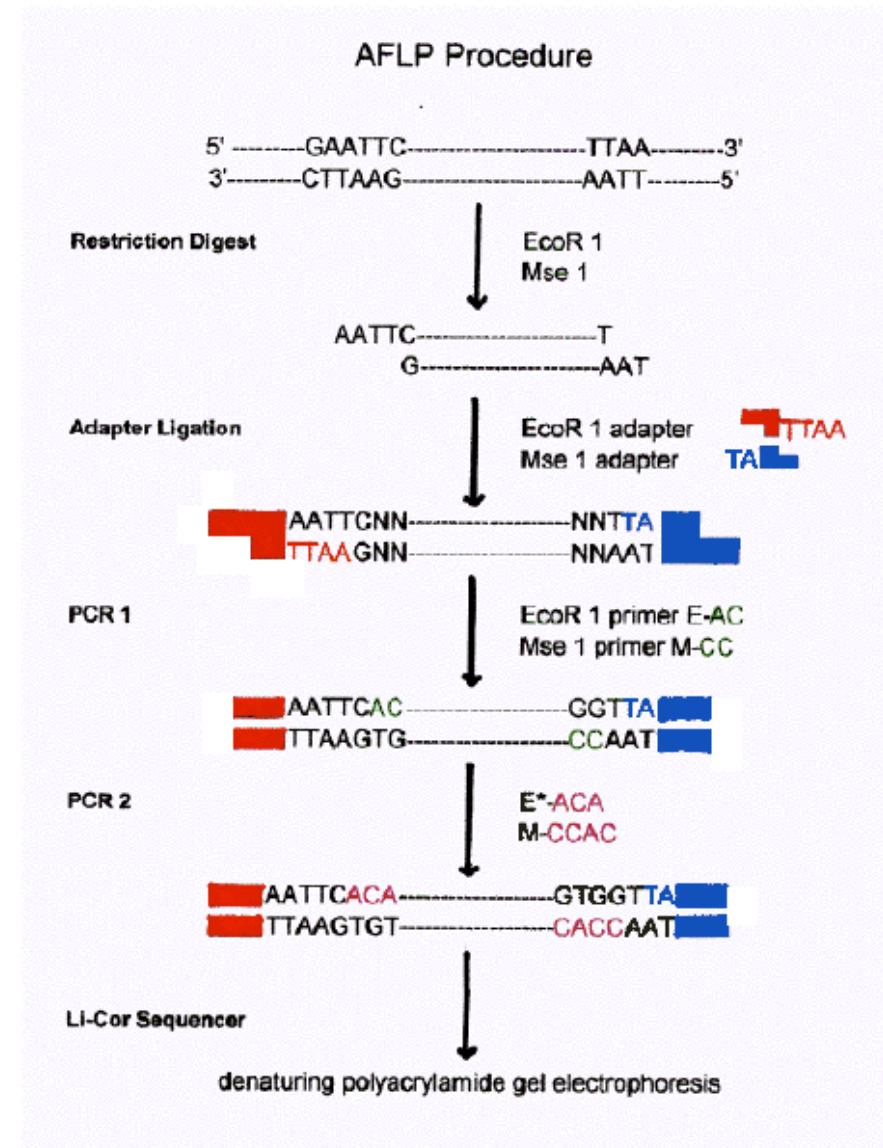 AFLP Procedure
5' --------GAATTC--------------------TTAA---------3'
3'---------CTTAAG--------------------AATT--------5'
Restriction Digest
EcoR 1
Mse 1
AATTC--------------------T
G--------------------AAT
Adapter Ligation
EcoR 1 adapter TTAA
Mse 1 adapter TA
AATTCNN------------------NNTTA
TTAAGNN------------------NNAAT
PCR 1
EcoR 1 primer E-AC
Mse 1 primer M-CC
AATTCAC------------------GGTTA
TTAAGTG------------------CCAAT
PCR 2
E*-ACA
M-CCAC
AATTCACA------------------GTGGTTA
TTAAGTGT------------------CACCAAT
Li-Cor Sequencer
denaturing polyacrylamide gel electrophoresis